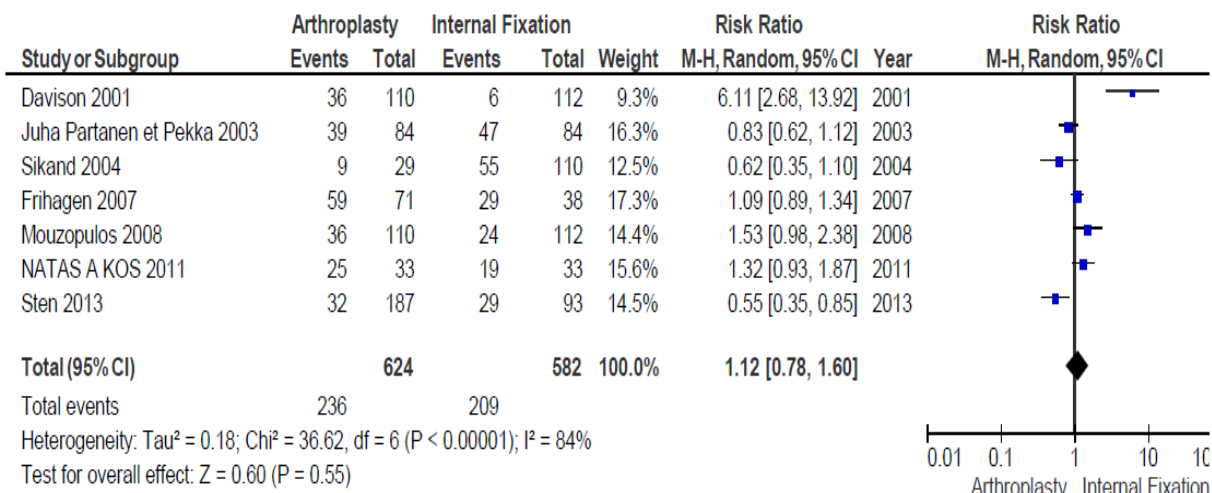 Arthroplasty Internal Fixation Risk Ratio Risk Ratio
Study or Subgroup Events Total Events Total Weight M-H, Random, 95% CI Year M-H, Random, 95% CI
Davison 2001 36 110 6 112 9.3% 6.11 [2.68, 13.92] 2001
Juha Partanen et Pekka 2003 39 84 47 84 16.3% 0.83 [0.62, 1.12] 2003
Sikand 2004 9 29 55 110 12.5% 0.62 [0.35, 1.10] 2004
Frihagen 2007 59 71 29 38 17.3% 1.09 [0.89, 1.34] 2007
Mouzopulos 2008 36 110 24 112 14.4% 1.53 [0.98, 2.38] 2008
NATAS A KOS 2011 25 33 19 33 15.6% 1.32 [0.93, 1.87] 2011
Sten 2013 32 187 29 93 14.5% 0.55 [0.35, 0.85] 2013
Total (95% CI) 624 582 100.0% 1.12 [0.78, 1.60]
Total events 236 209
Heterogeneity: Tau² = 0.18; Chi² = 36.62, df = 6 (P < 0.00001); I² = 84%
Test for overall effect: Z = 0.60 (P = 0.55)
0.01 0.1 1 10 10
Arthroplasty Internal Fixation